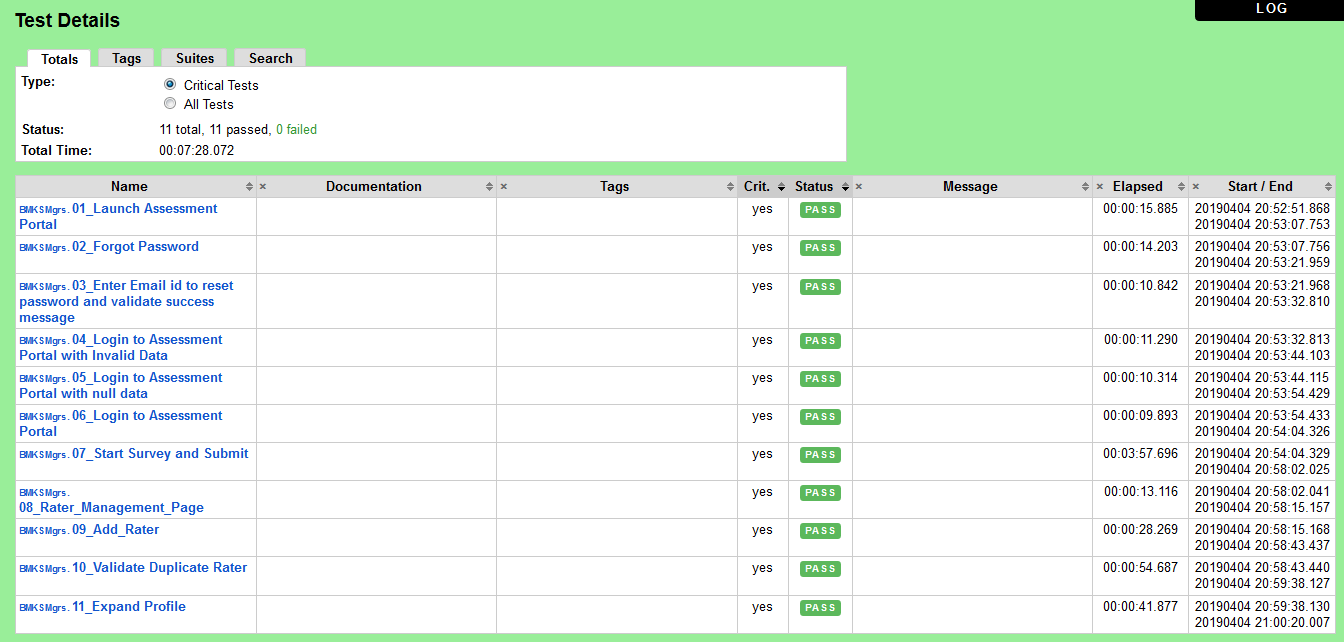 LOG
Test Details
Totals Tags Suites Search
Type:
Critical Tests
All Tests
Status: 11 total, 11 passed, 0 failed
Total Time: 00:07:28.072
Name × Documentation × Tags Crit. Status × Message × Elapsed × Start / End
BMKSMgrs. 01_Launch Assessment yes PASS 00:00:15.885 20190404 20:52:51.868
Portal 20190404 20:53:07.753
BMKSMgrs. 02_Forgot Password yes PASS 00:00:14.203 20190404 20:53:07.756
20190404 20:53:21.959
BMKSMgrs. 03_Enter Email id to reset yes PASS 00:00:10.842 20190404 20:53:21.968
password and validate success 20190404 20:53:32.810
message
BMKSMgrs. 04_Login to Assessment yes PASS 00:00:11.290 20190404 20:53:32.813
Portal with Invalid Data 20190404 20:53:44.103
BMKSMgrs. 05_Login to Assessment yes PASS 00:00:10.314 20190404 20:53:44.115
Portal with null data 20190404 20:53:54.429
BMKSMgrs. 06_Login to Assessment yes PASS 00:00:09.893 20190404 20:53:54.433
Portal 20190404 20:54:04.326
BMKSMgrs. 07_Start Survey and Submit yes PASS 00:03:57.696 20190404 20:54:04.329
20190404 20:58:02.025
BMKSMgrs. yes PASS 00:00:13.116 20190404 20:58:02.041
08_Rater_Management_Page 20190404 20:58:15.157
BMKSMgrs. 09_Add_Rater yes PASS 00:00:28.269 20190404 20:58:15.168
20190404 20:58:43.437
BMKSMgrs. 10_Validate Duplicate Rater yes PASS 00:00:54.687 20190404 20:58:43.440
20190404 20:59:38.127
BMKSMgrs. 11_Expand Profile yes PASS 00:00:41.877 20190404 20:59:38.130
20190404 21:00:20.007